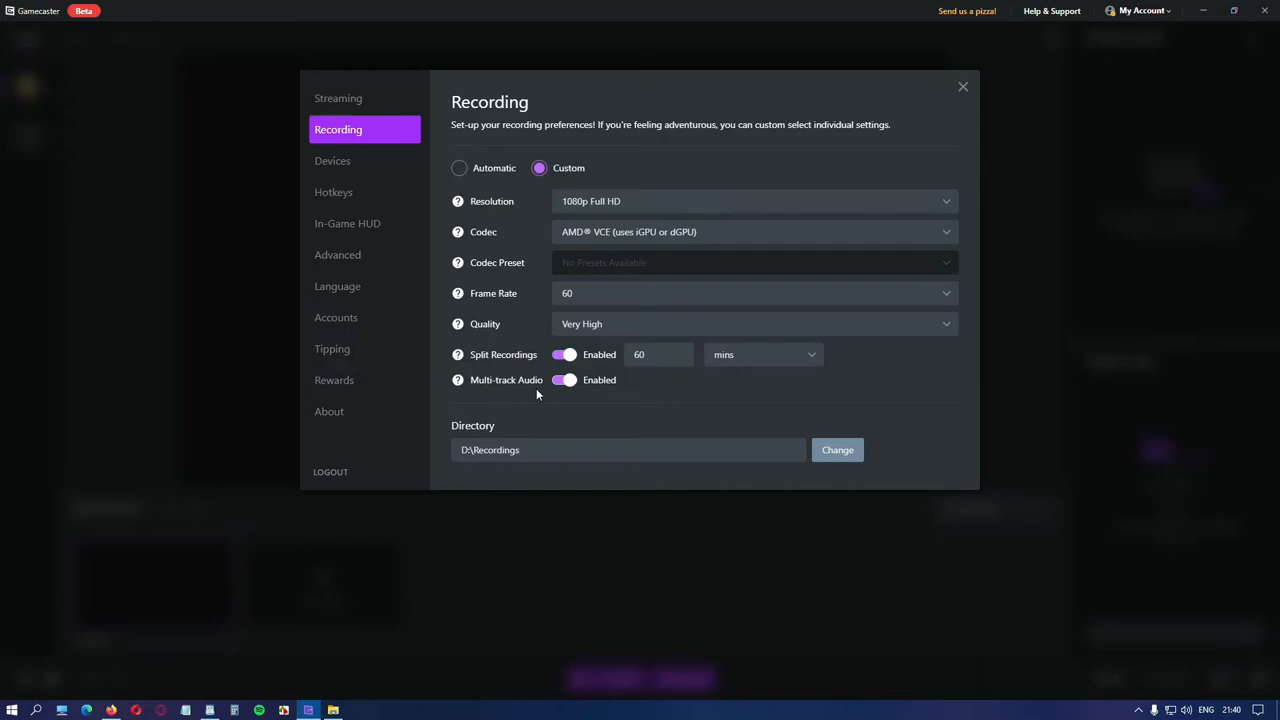 Gamecaster Beta Send us a pizza! Help & Support My Account
Streaming
Recording
Devices
Hotkeys
In-Game HUD
Advanced
Language
Accounts
Tipping
Rewards
About
LOGOUT
Recording
Set-up your recording preferences! If you're feeling adventurous, you can custom select individual settings.
Automatic Custom
Resolution 1080p Full HD
Codec AMD® VCE (uses iGPU or dGPU)
Codec Preset No Presets Available
Frame Rate 60
Quality Very High
Split Recordings Enabled 60 mins
Multi-track Audio Enabled
Directory
D:\Recordings Change
ENG 21:40